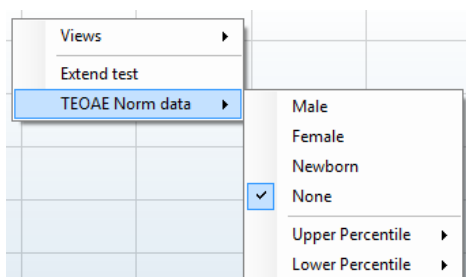 Views
Extend test
TEOAE Norm data
Male
Female
Newborn
None
Upper Percentile
Lower Percentile